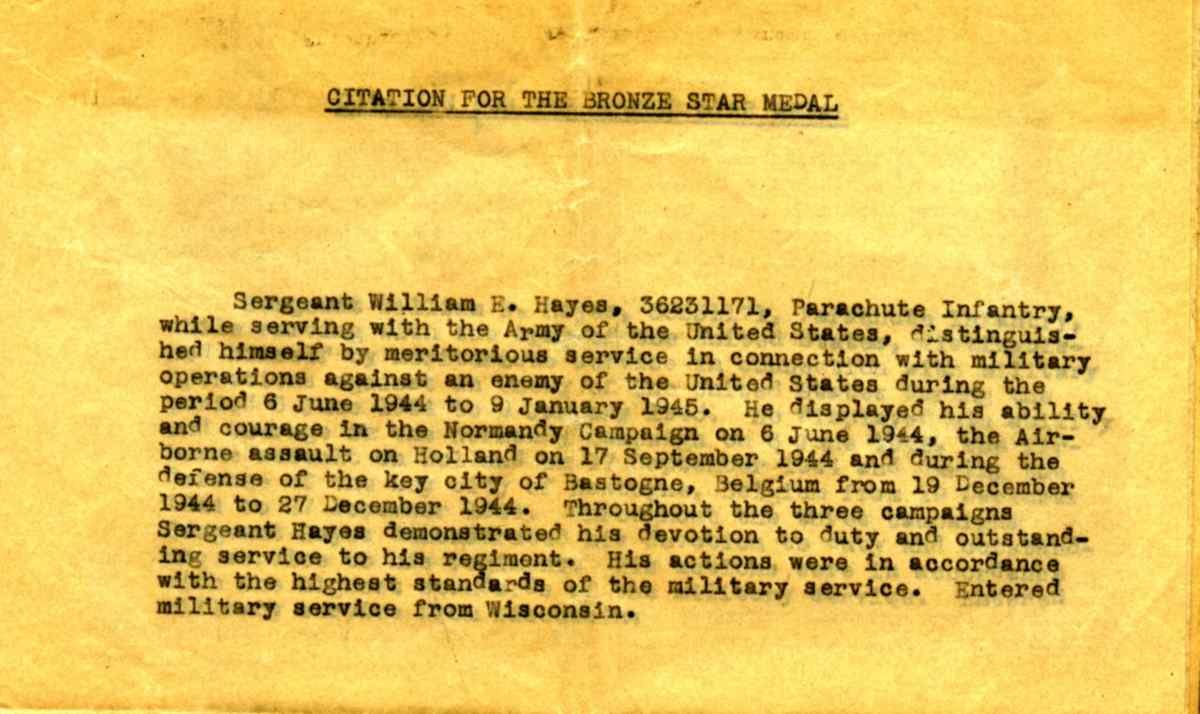 CITATION FOR THE BRONZE STAR MEDAL
Sergeant William E. Hayes, 36231171, Parachute Infantry,
while serving with the Army of the United States, distinguis-
hed himself by meritorious service in connection with military
operations against an enemy of the United States during the
period 6 June 1944 to 9 January 1945. He displayed his ability
and courage in the Normandy Campaign on 6 June 1944, the Air-
borne assault on Holland on 17 September 1944 and during the
defense of the key city of Bastogne, Belgium from 19 December
1944 to 27 December 1944. Throughout the three campaigns
Sergeant Hayes demonstrated his devotion to duty and outstand-
ing service to his regiment. His actions were in accordance
with the highest standards of the military service. Entered
military service from Wisconsin.